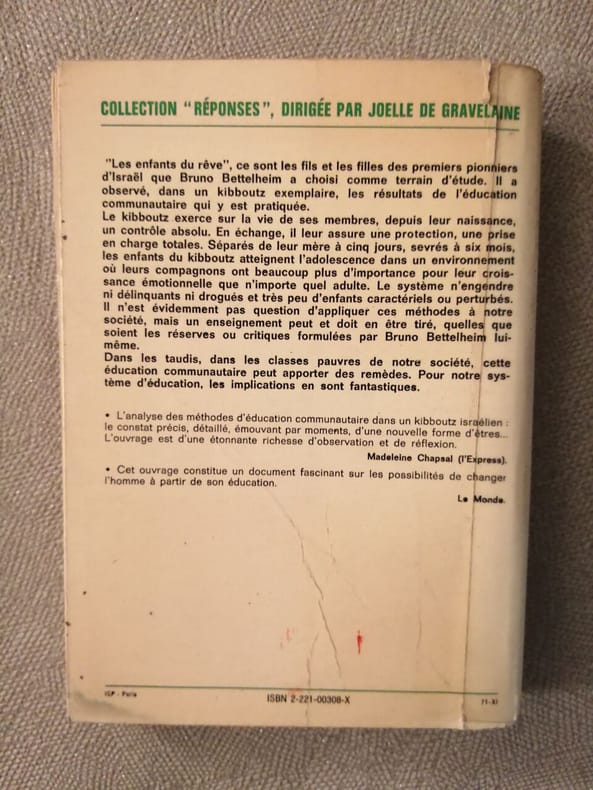 COLLECTION "RÉPONSES", DIRIGÉE PAR JOELLE DE GRAVELAINE
"Les enfants du rêve", ce sont les fils et les filles des premiers pionniers
d'Israël que Bruno Bettelheim a choisi comme terrain d'étude. Il a
observé, dans un kibboutz exemplaire, les résultats de l'éducation
communautaire qui y est pratiquée.
Le kibboutz exerce sur la vie de ses membres, depuis leur naissance,
un contrôle absolu. En échange, il leur assure une protection, une prise
en charge totales. Séparés de leur mère à cinq jours, sevrés à six mois,
les enfants du kibboutz atteignent l'adolescence dans un environnement
où leurs compagnons ont beaucoup plus d'importance pour leur crois-
sance émotionnelle que n'importe quel adulte. Le système n'engendre
ni délinquants ni drogués et très peu d'enfants caractériels ou perturbés.
Il n'est évidemment pas question d'appliquer ces méthodes à notre
société, mais un enseignement peut et doit en être tiré, quelles que
soient les réserves ou critiques formulées par Bruno Bettelheim lui-
même.
Dans les taudis, dans les classes pauvres de notre société, cette
éducation communautaire peut apporter des remèdes. Pour notre sys-
tème d'éducation, les implications en sont fantastiques.
• L'analyse des méthodes d'éducation communautaire dans un kibboutz israélien :
le constat précis, détaillé, émouvant par moments, d'une nouvelle forme d'êtres...
L'ouvrage est d'une étonnante richesse d'observation et de réflexion.
Madeleine Chapsal (l'Express).
• Cet ouvrage constitue un document fascinant sur les possibilités de changer
l'homme à partir de son éducation.
Le Monde.
ISP - Paris
ISBN 2-221-00308-X
71-XI